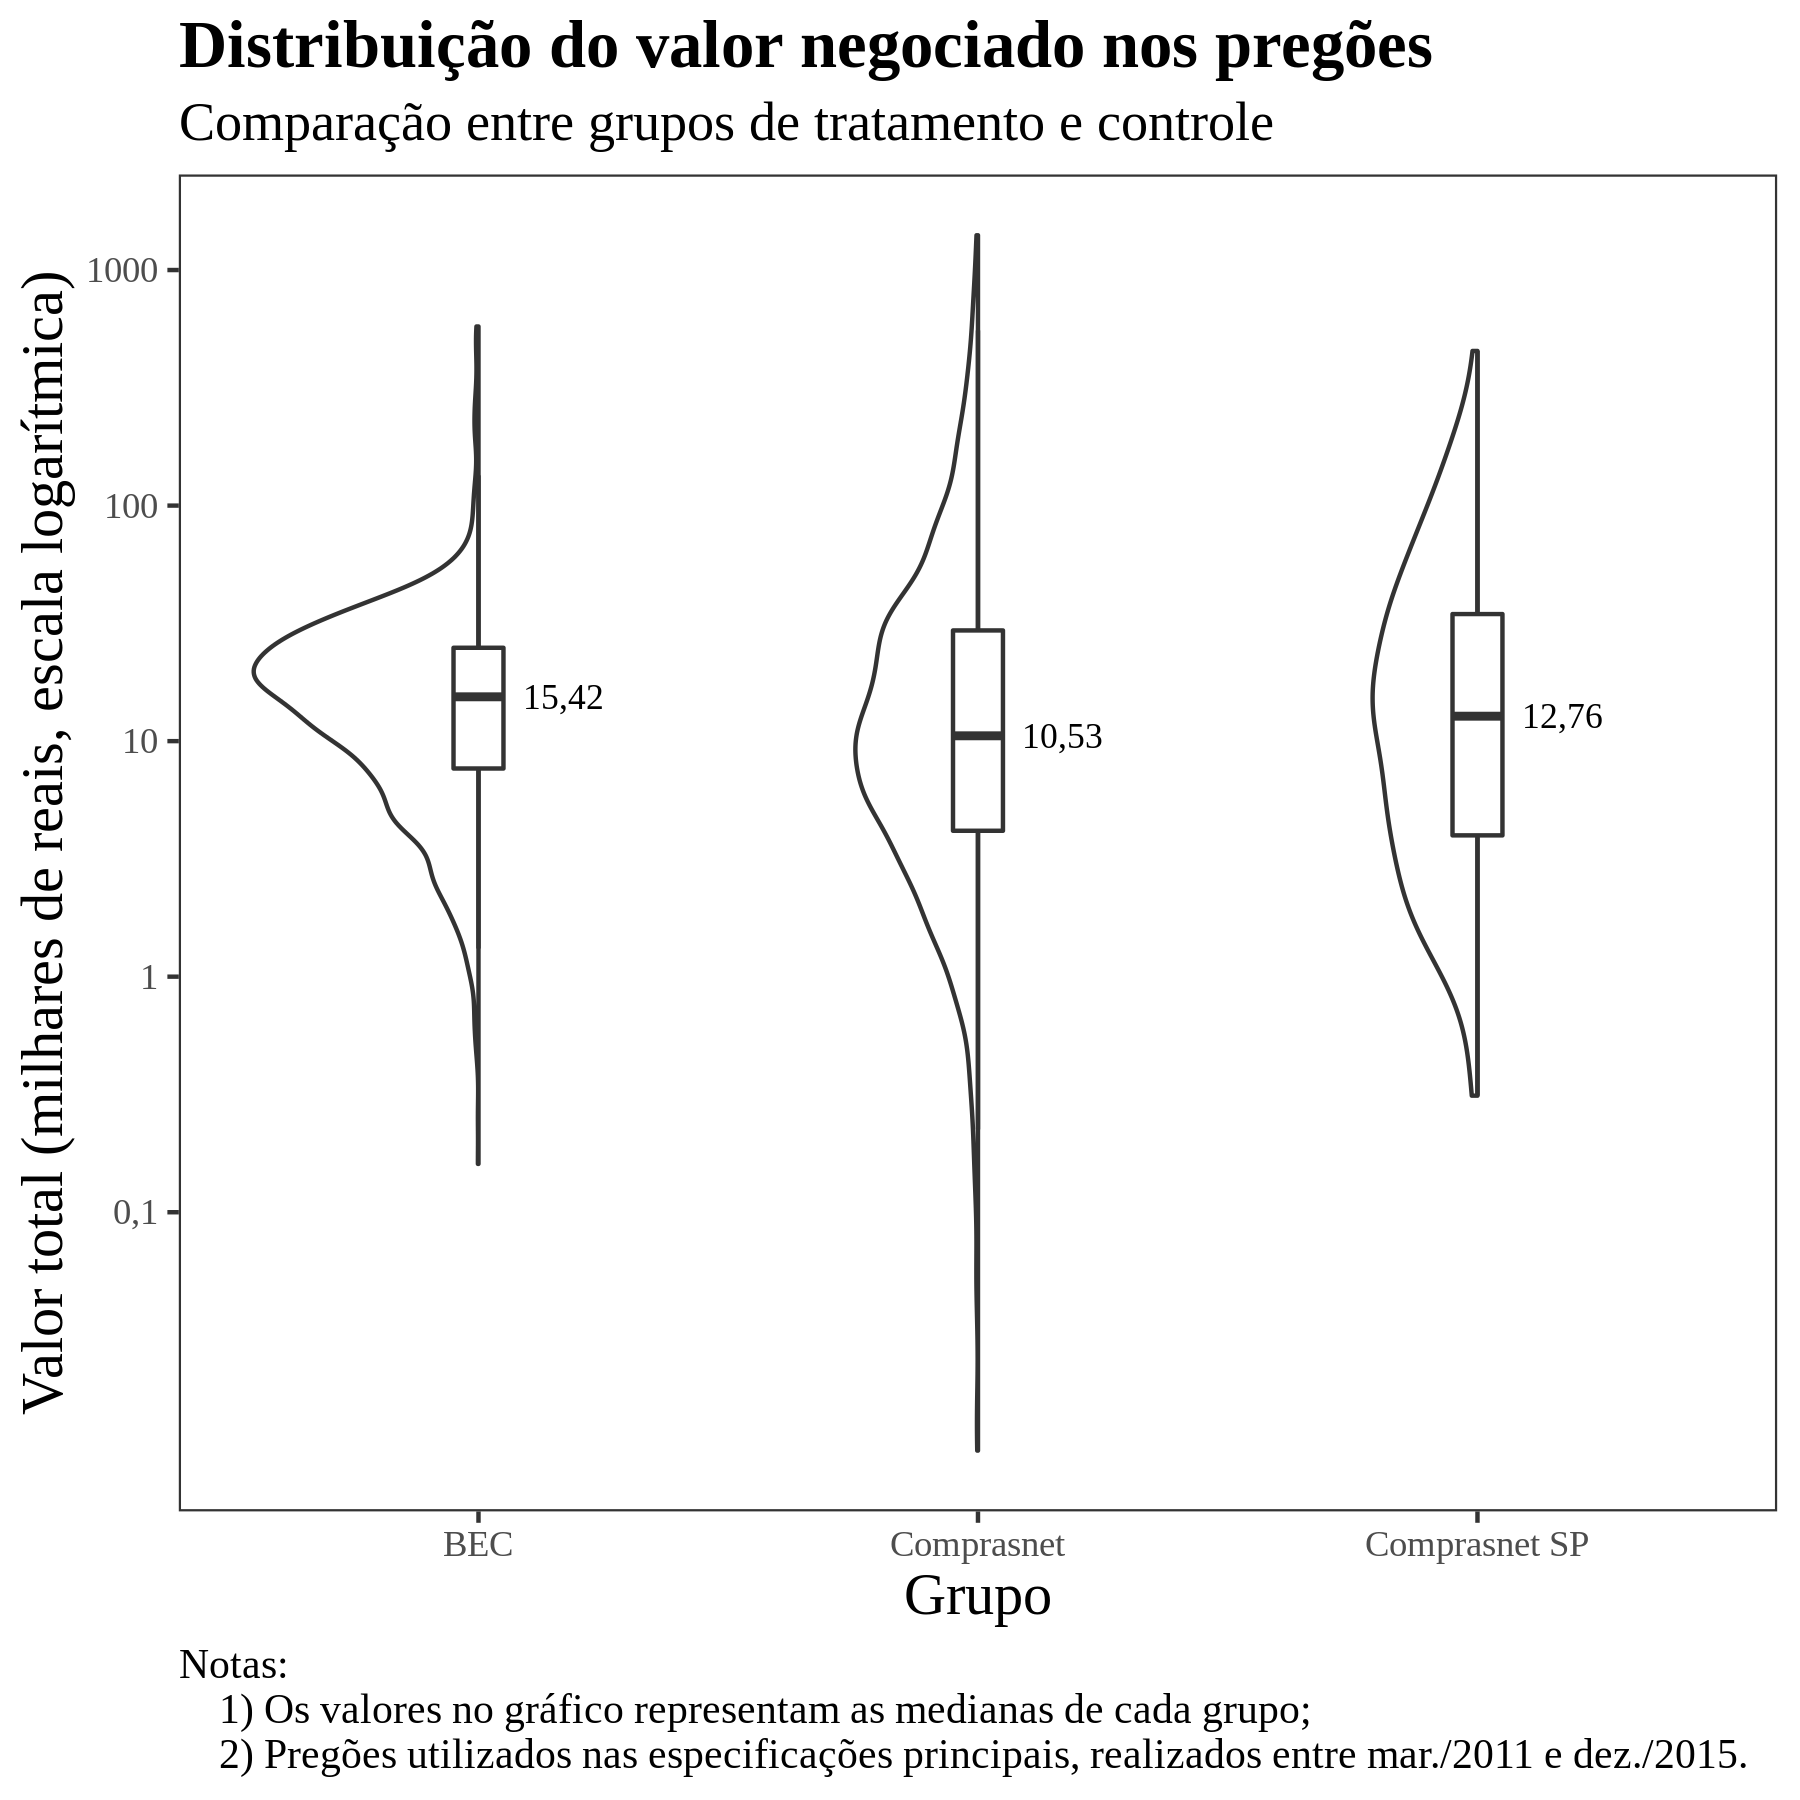 Distribuição do valor negociado nos pregões
Comparação entre grupos de tratamento e controle
Valor total (milhares de reais, escala logarítmica)
1000
100
10
1
0,1
15,42
10,53
12,76
BEC
Comprasnet
Comprasnet SP
Grupo
Notas:
1) Os valores no gráfico representam as medianas de cada grupo;
2) Pregões utilizados nas especificações principais, realizados entre mar./2011 e dez./2015.